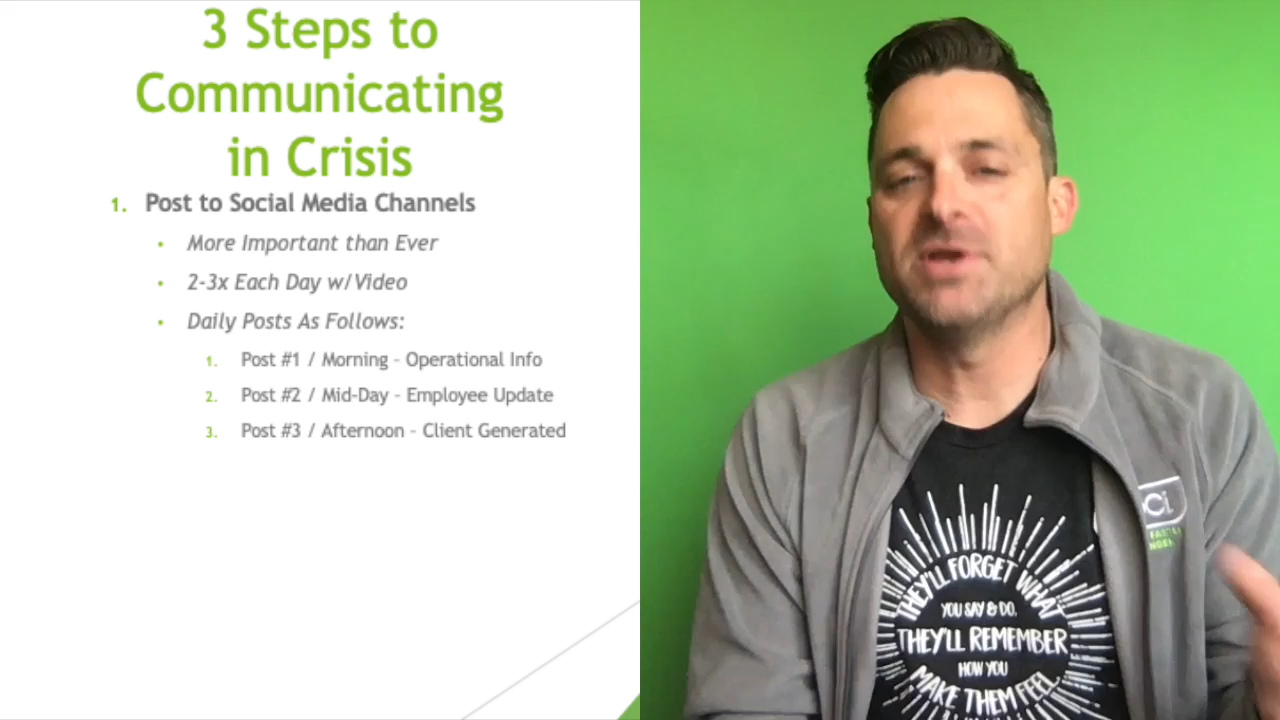 3 Steps to
Communicating
in Crisis
1. Post to Social Media Channels
• More Important than Ever
• 2-3x Each Day w/Video
• Daily Posts As Follows:
1. Post #1 / Morning – Operational Info
2. Post #2 / Mid-Day – Employee Update
3. Post #3 / Afternoon – Client Generated
THEY'LL FORGET WHAT
YOU SAY & DO,
THEY'LL REMEMBER
HOW YOU
MAKE THEM FEEL.